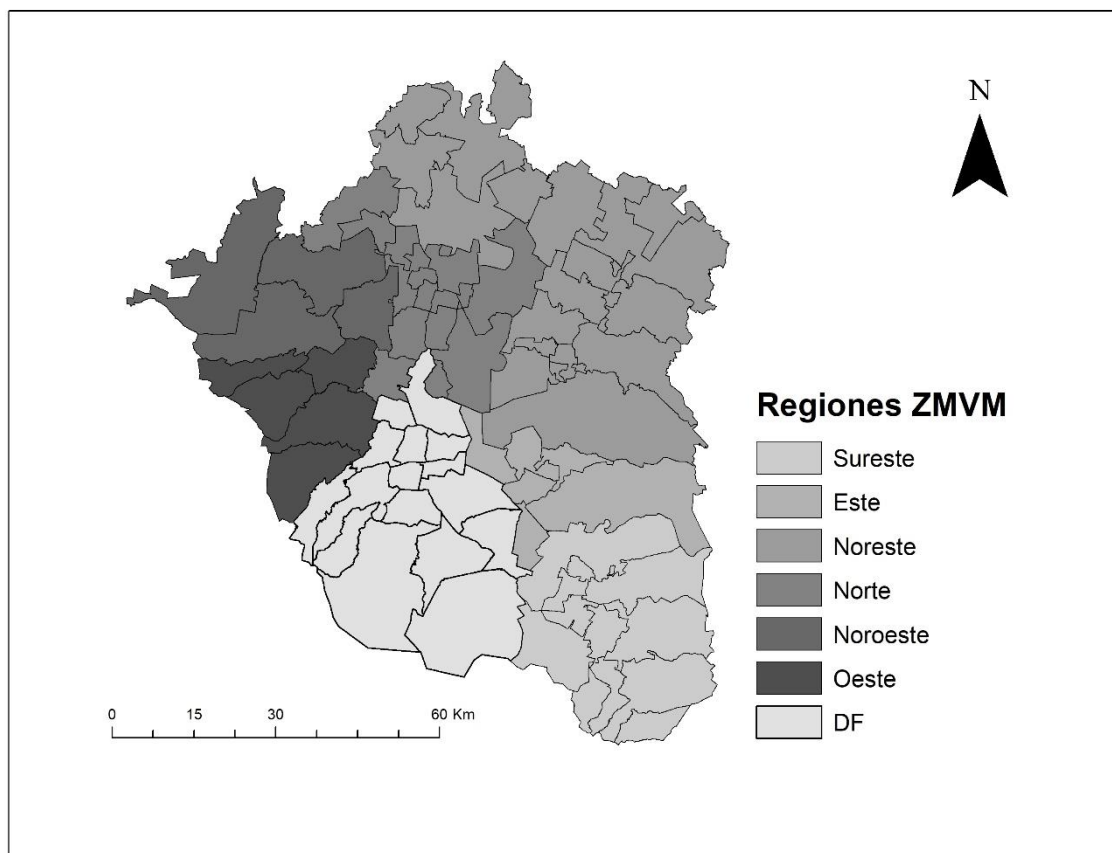 N
Regiones ZMVM
Sureste
Este
Noreste
Norte
Noroeste
Oeste
DF
0 15 30 60 Km